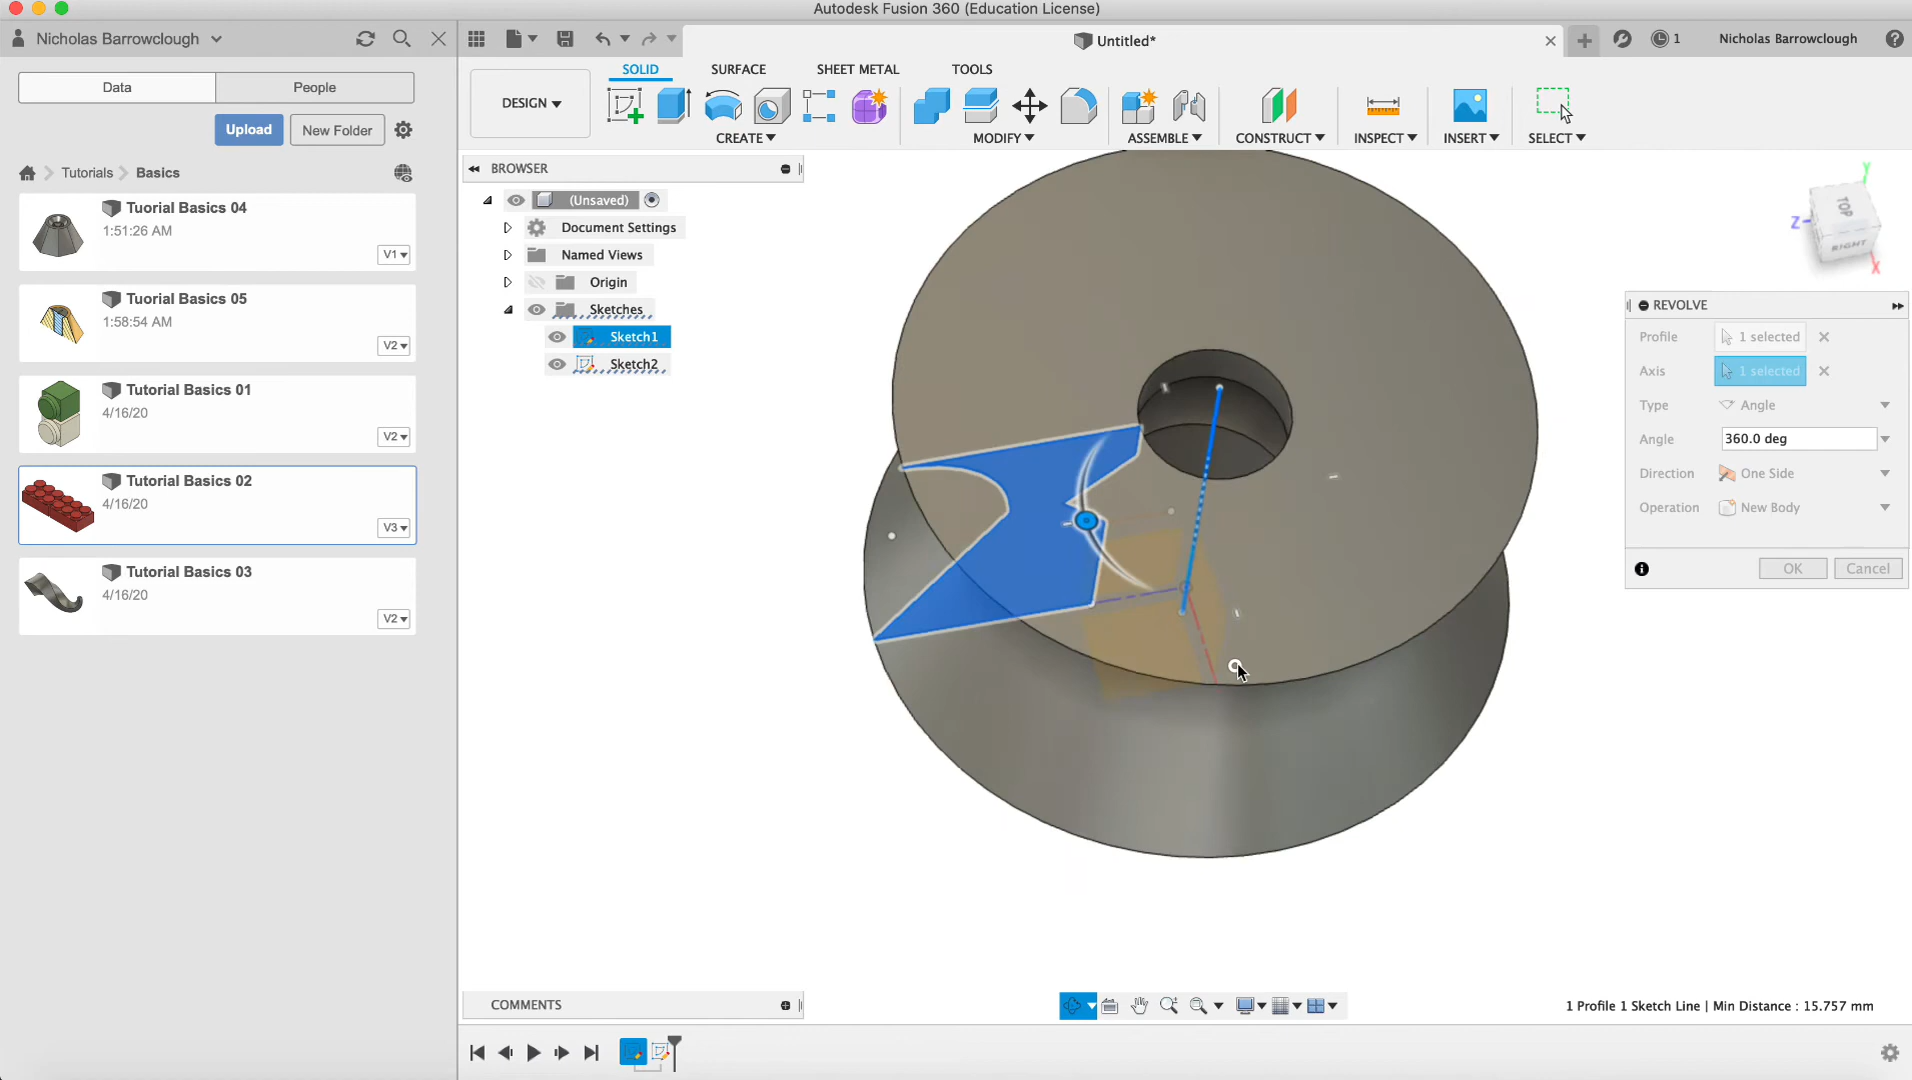 Autodesk Fusion 360 (Education License)
Nicholas Barrowclough
Untitled*
1
Nicholas Barrowclough
Data
People
Upload
New Folder
Tutorials
Basics
Tuorial Basics 04
1:51:26 AM
V1
Tuorial Basics 05
1:58:54 AM
V2
Tutorial Basics 01
4/16/20
V2
Tutorial Basics 02
4/16/20
V3
Tutorial Basics 03
4/16/20
V2
DESIGN
SOLID
SURFACE
SHEET METAL
TOOLS
CREATE
MODIFY
ASSEMBLE
CONSTRUCT
INSPECT
INSERT
SELECT
BROWSER
(Unsaved)
Document Settings
Named Views
Origin
Sketches
Sketch1
Sketch2
Y
Z
TOP
RIGHT
X
REVOLVE
Profile 1 selected
Axis 1 selected
Type Angle
Angle 360.0 deg
Direction One Side
Operation New Body
OK
Cancel
COMMENTS
1 Profile 1 Sketch Line | Min Distance : 15.757 mm